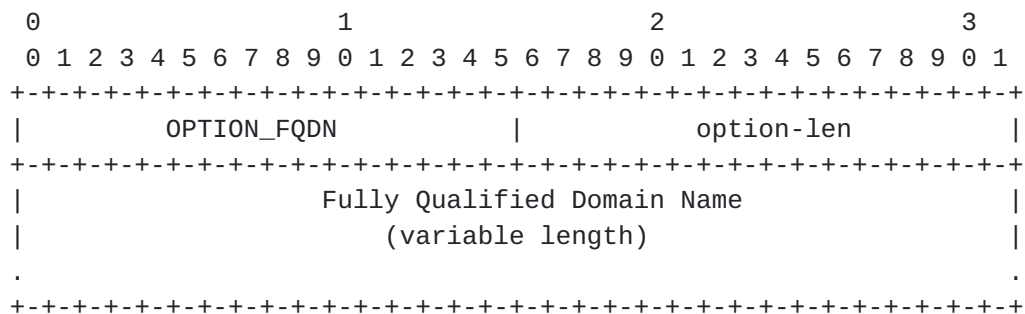 0                   1                   2                   3
 0 1 2 3 4 5 6 7 8 9 0 1 2 3 4 5 6 7 8 9 0 1 2 3 4 5 6 7 8 9 0 1
+-+-+-+-+-+-+-+-+-+-+-+-+-+-+-+-+-+-+-+-+-+-+-+-+-+-+-+-+-+-+-+-+
|         OPTION_FQDN           |           option-len          |
+-+-+-+-+-+-+-+-+-+-+-+-+-+-+-+-+-+-+-+-+-+-+-+-+-+-+-+-+-+-+-+-+
|                   Fully Qualified Domain Name                 |
|                       (variable length)                       |
.                                                               .
+-+-+-+-+-+-+-+-+-+-+-+-+-+-+-+-+-+-+-+-+-+-+-+-+-+-+-+-+-+-+-+-+